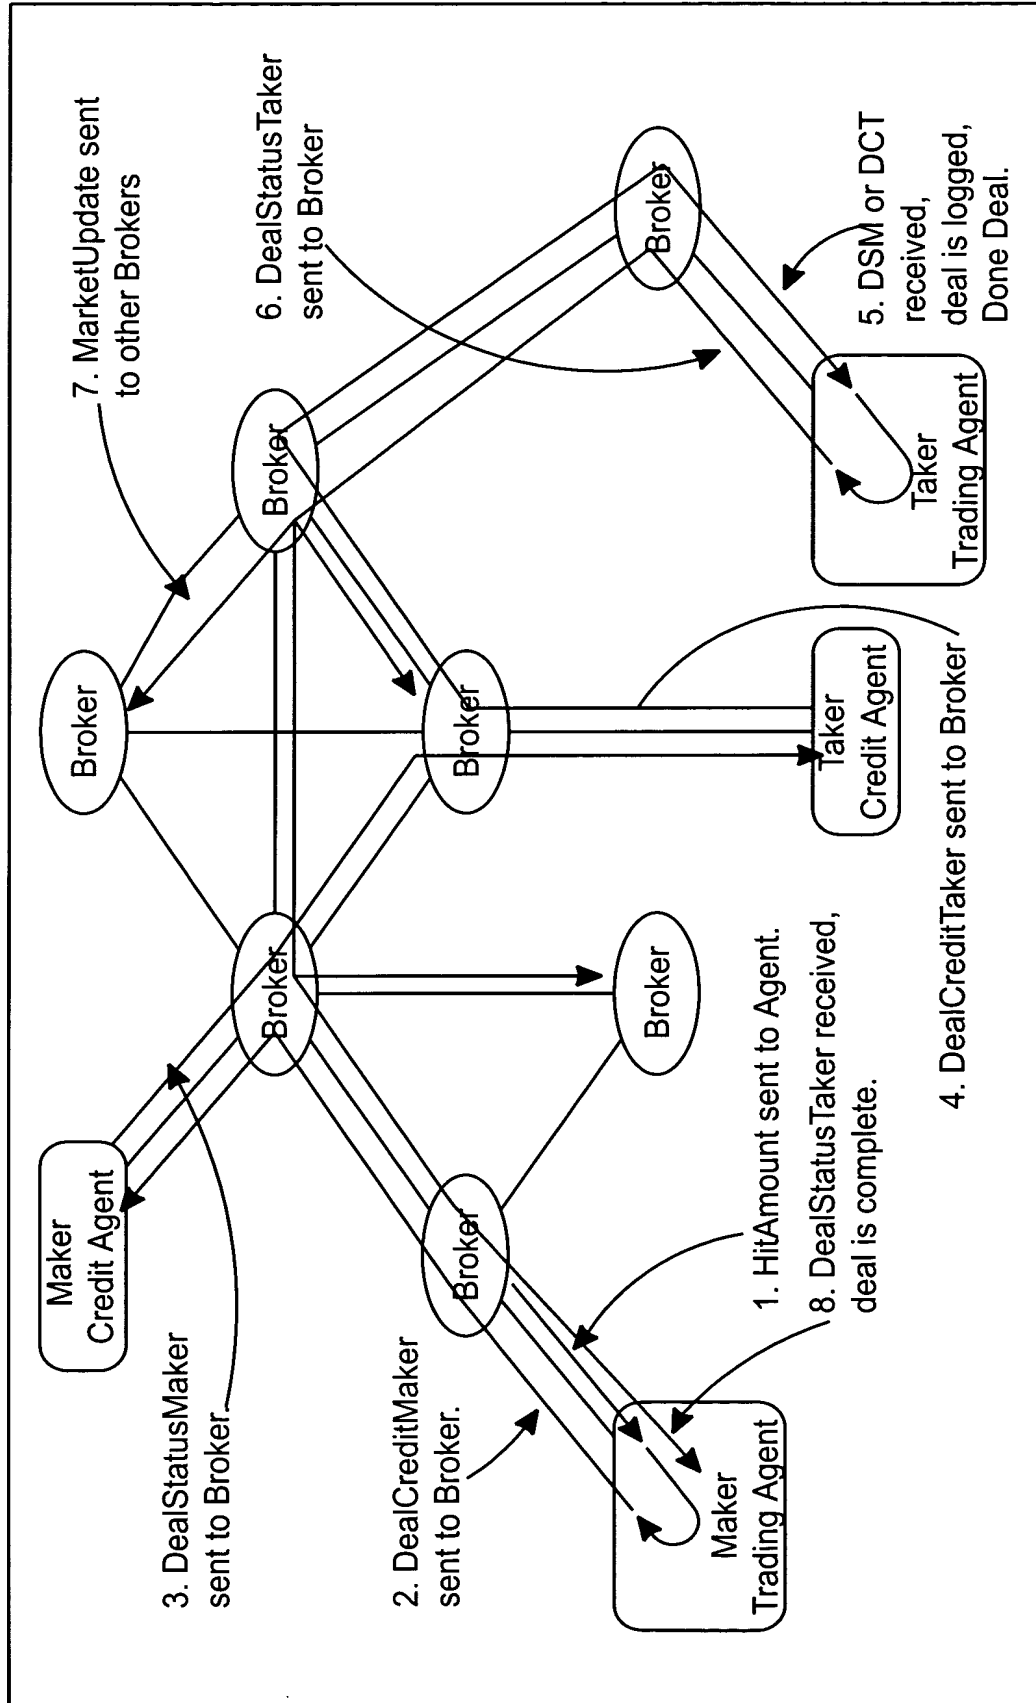 7. MarketUpdate sent
to other Brokers
6. DealStatusTaker
sent to Broker
Broker
Broker
Broker
Broker
5. DSM or DCT
received,
deal is logged,
Done Deal.
Taker
Trading Agent
Taker
Credit Agent
4. DealCreditTaker sent to Broker
Broker
Broker
Broker
Maker
Credit Agent
3. DealStatusMaker
sent to Broker.
2. DealCreditMaker
sent to Broker.
1. HitAmount sent to Agent.
8. DealStatusTaker received,
deal is complete.
Maker
Trading Agent